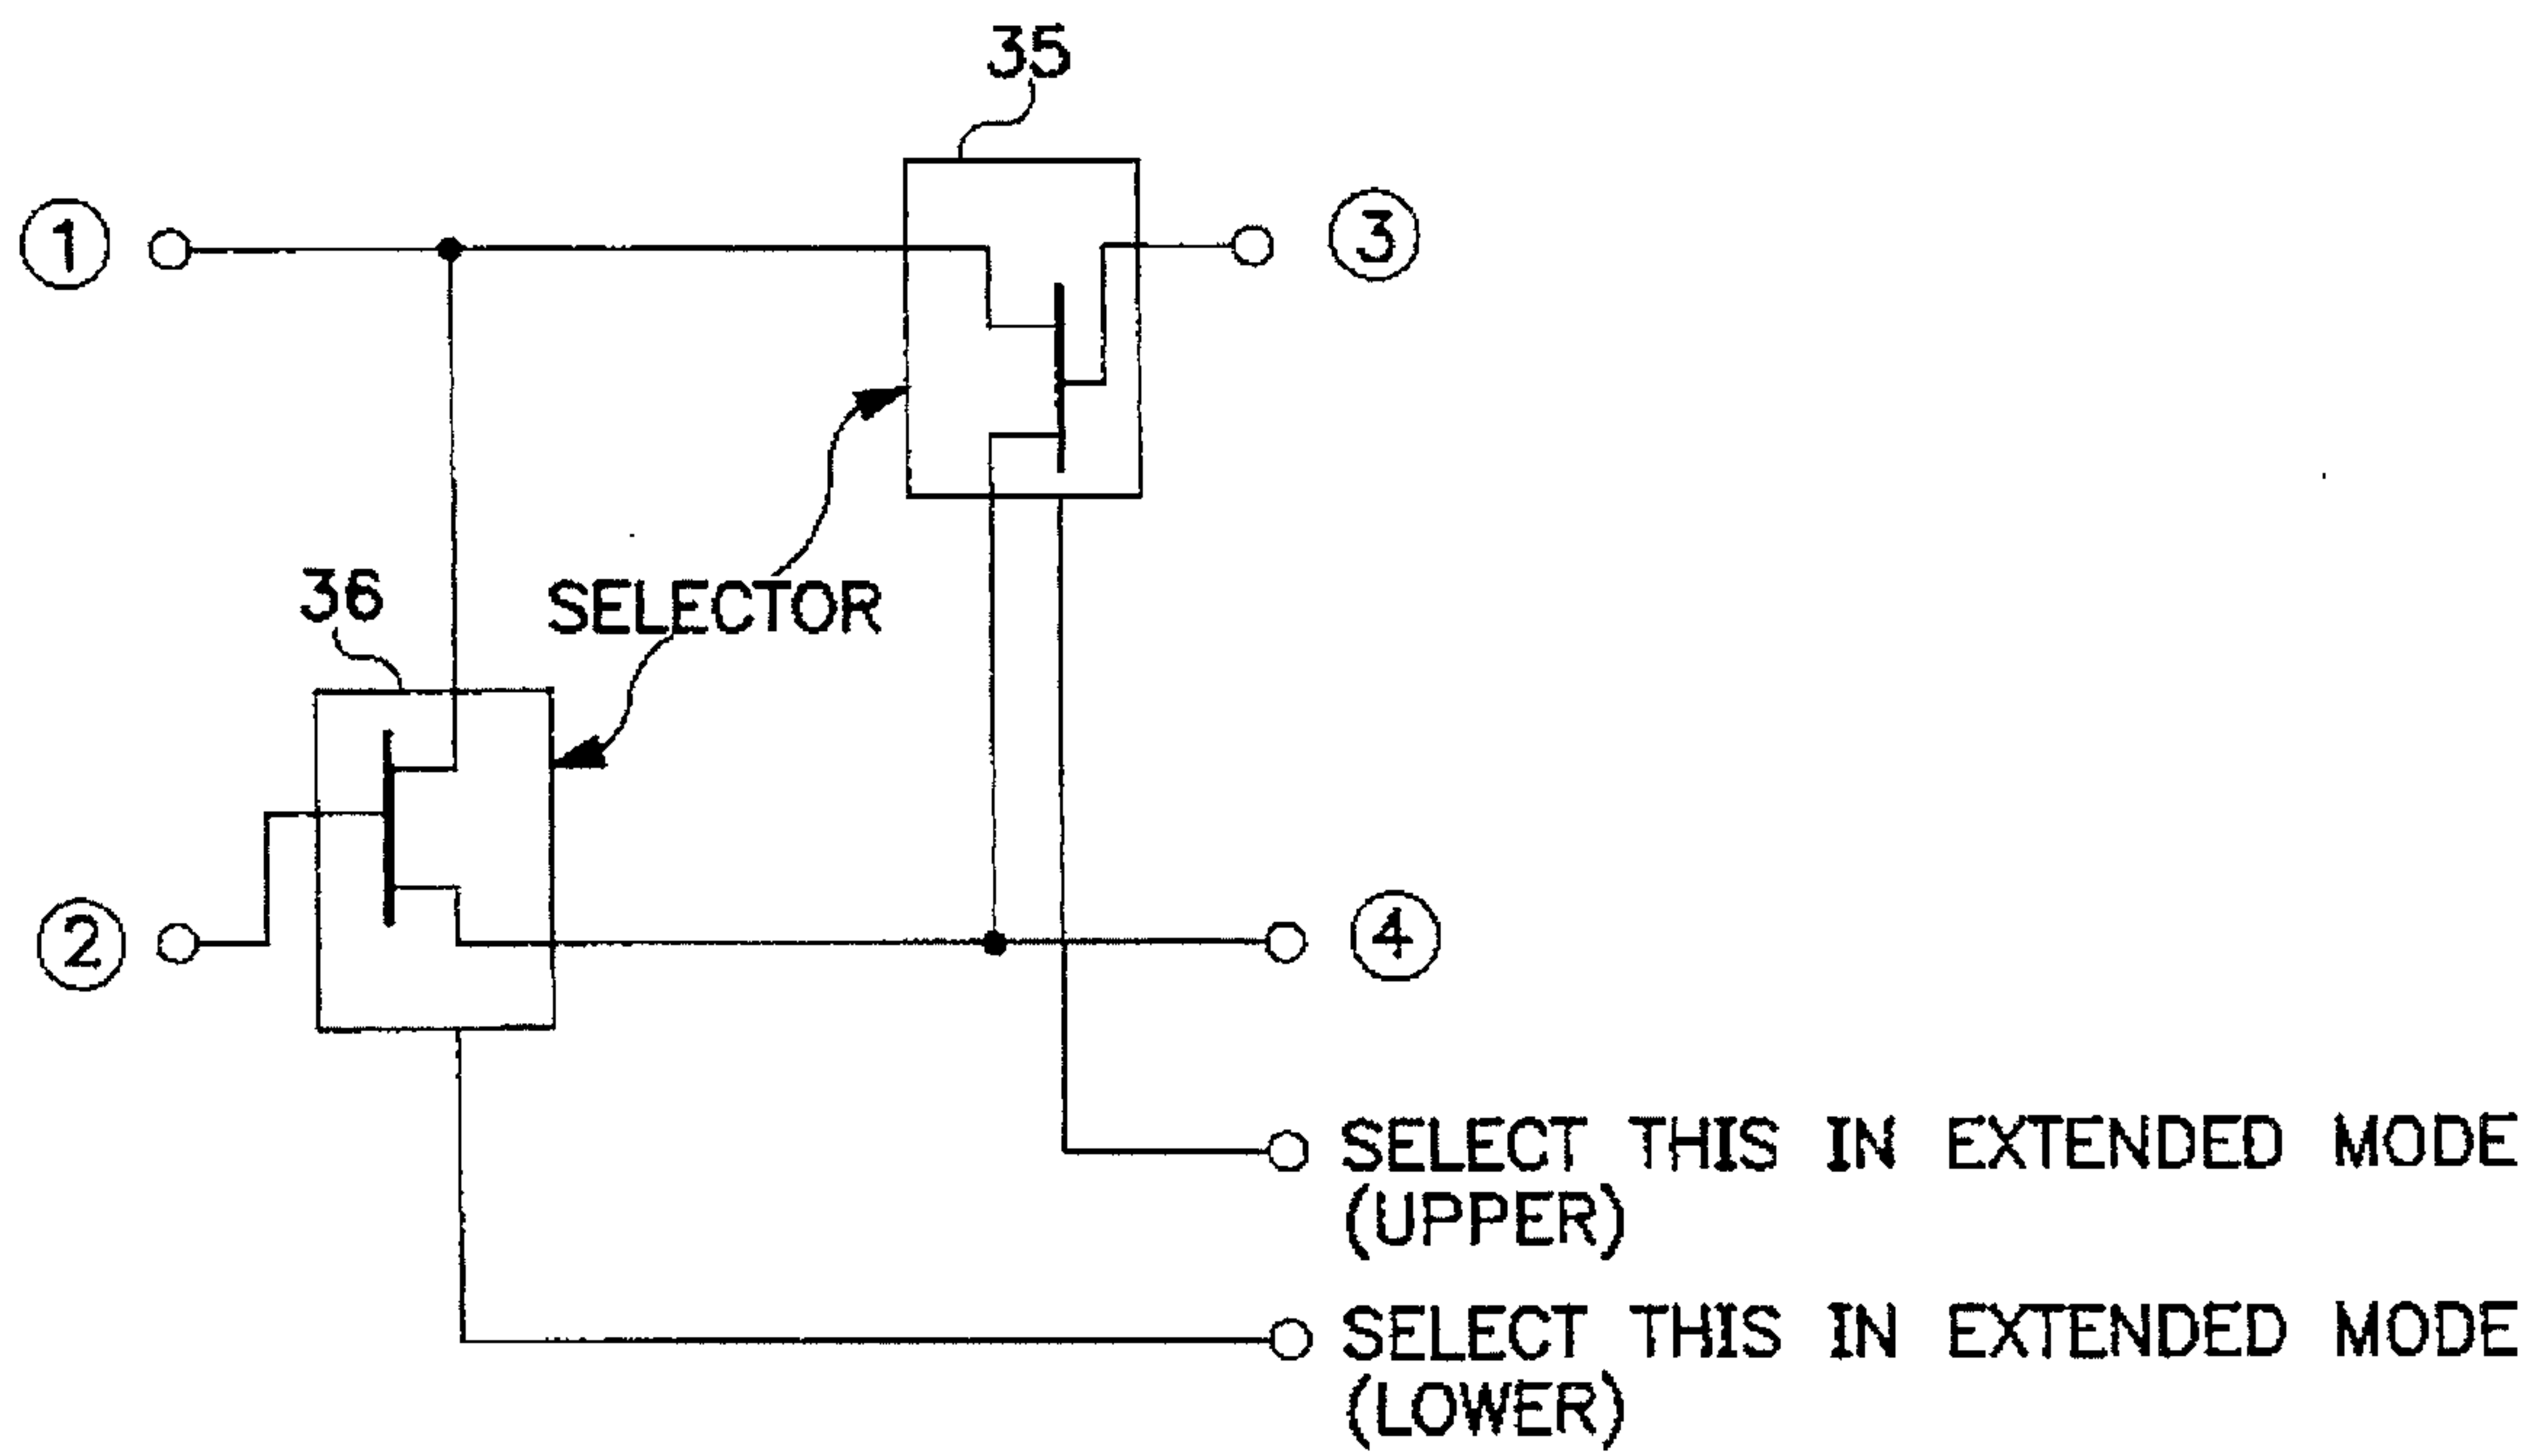 35
① ③
36 SELECTOR
② ④
SELECT THIS IN EXTENDED MODE
(UPPER)
SELECT THIS IN EXTENDED MODE
(LOWER)